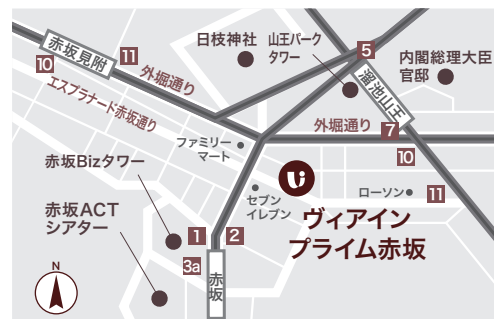 日枝神社
山王パーク
タワー
5
内閣総理大臣
官邸
赤坂見附
11
10
外堀通り
エスプラナード赤坂通り
溜池山王
7
外堀通り
10
ファミリー
マート
赤坂Bizタワー
セブン
イレブン
ローソン
11
赤坂ACT
シアター
ヴィアイン
プライム赤坂
1
2
3a
赤坂
N